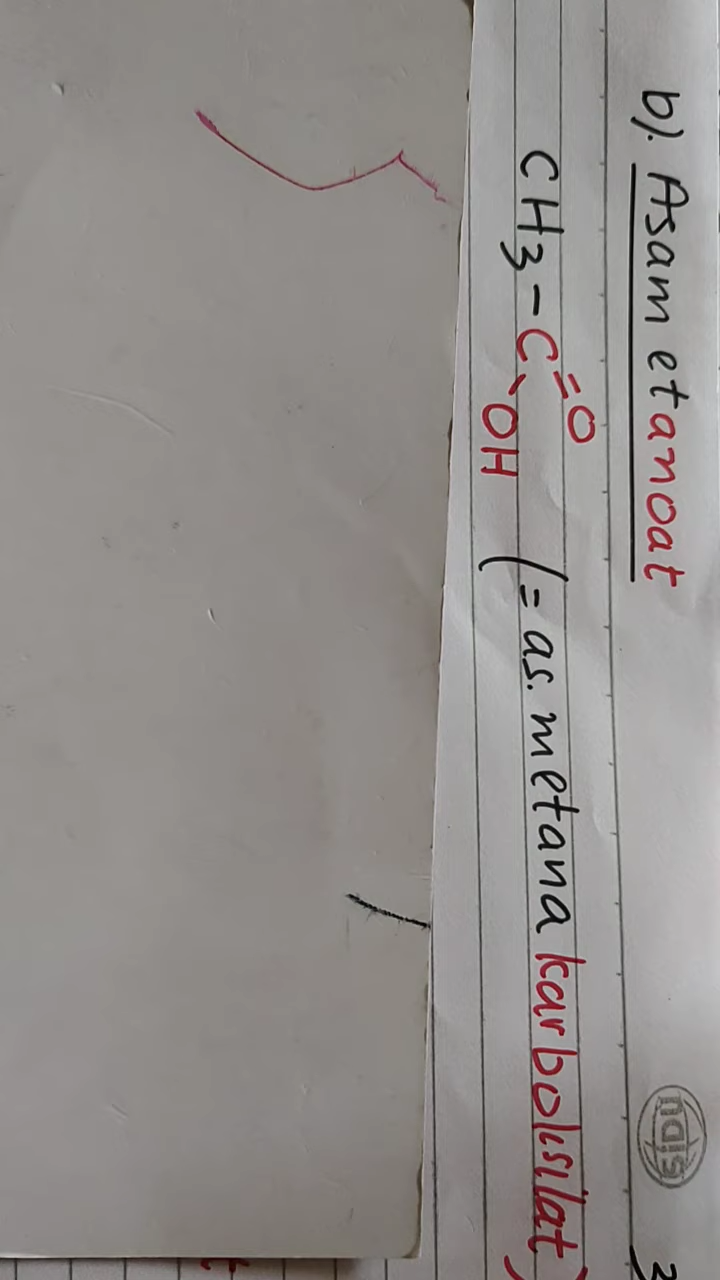 b). Asam etanoat
CH3-C=O
OH (= as. metana karboksilat)